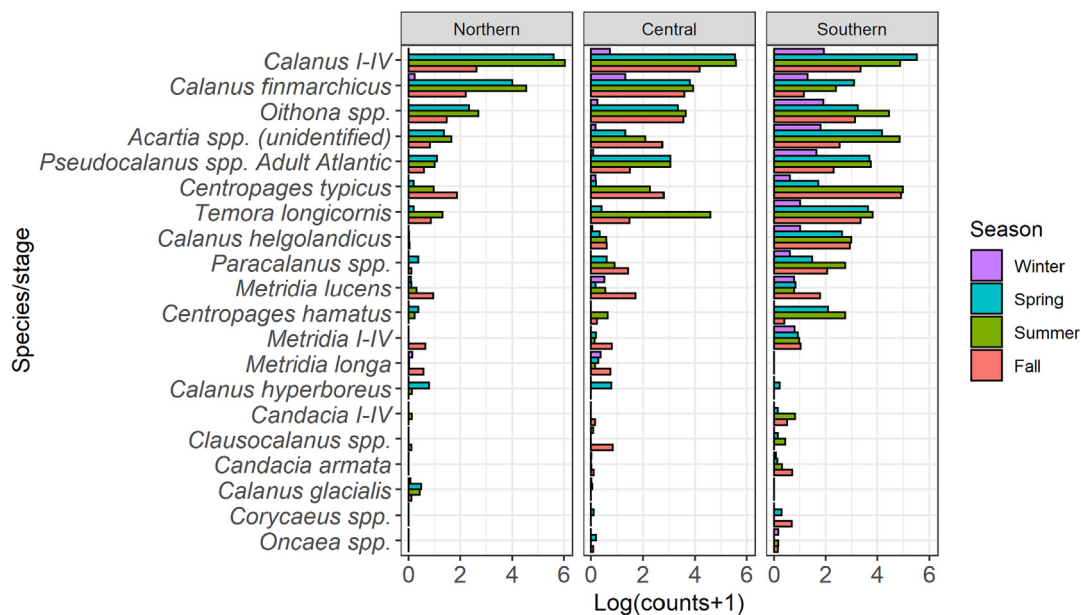 Northern Central Southern
Species/stage
Calanus I-IV
Calanus finmarchicus
Oithona spp.
Acartia spp. (unidentified)
Pseudocalanus spp. Adult Atlantic
Centropages typicus
Temora longicornis
Calanus helgolandicus
Paracalanus spp.
Metridia lucens
Centropages hamatus
Metridia I-IV
Metridia longa
Calanus hyperboreus
Candacia I-IV
Clausocalanus spp.
Candacia armata
Calanus glacialis
Corycaeus spp.
Oncaea spp.
0 2 4 6 0 2 4 6 0 2 4 6
Log(counts+1)
Season
Winter
Spring
Summer
Fall